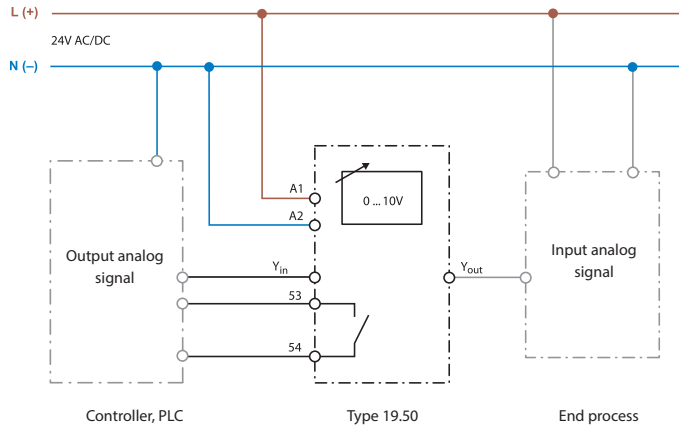 L (+)
24V AC/DC
N (–)
A1
0 ... 10V
A2
Output analog
signal
Yin
Yout
Input analog
signal
53
54
Controller, PLC
Type 19.50
End process